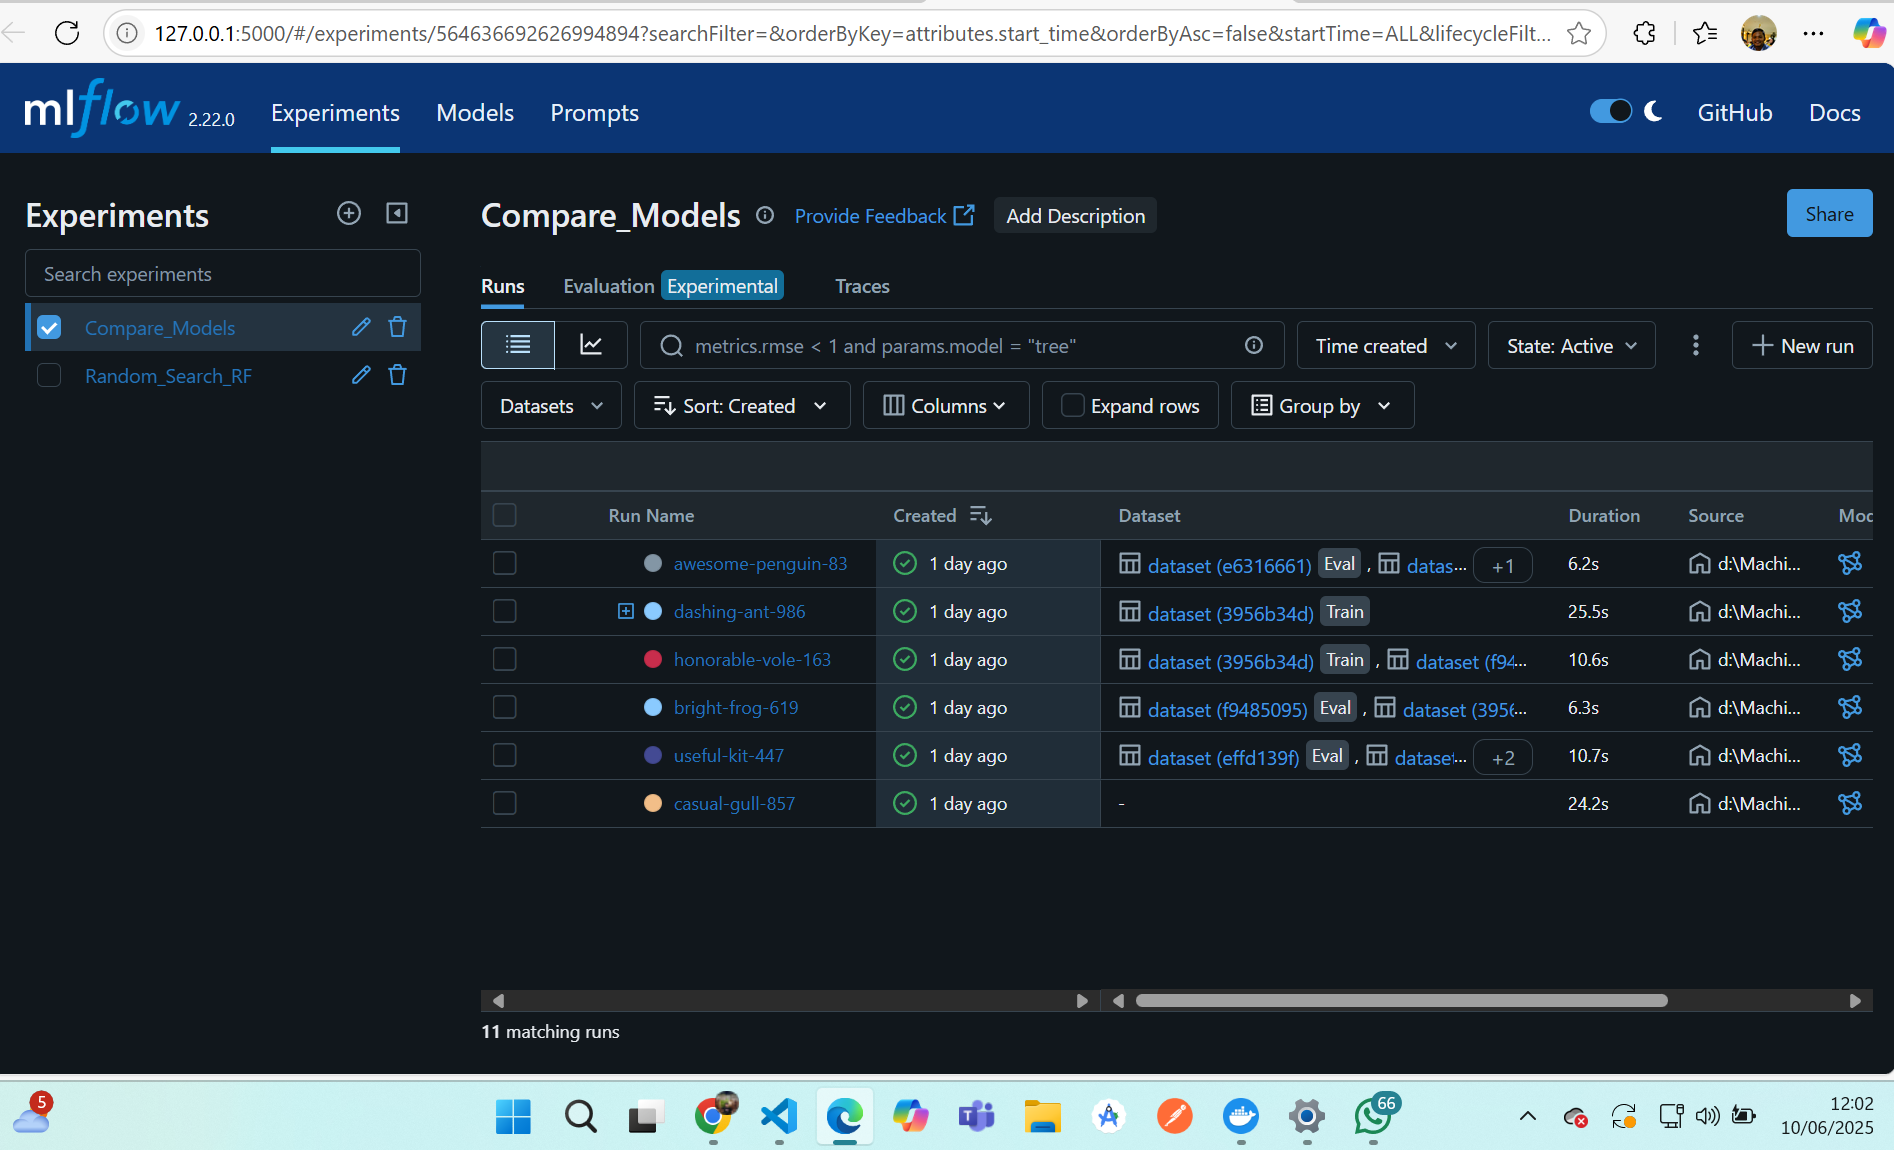 127.0.0.1:5000/#/experiments/564636692626994894?searchFilter=&orderByKey=attributes.start_time&orderByAsc=false&startTime=ALL&lifecycleFilt...
mlflow 2.22.0 Experiments Models Prompts GitHub Docs
Experiments
Search experiments
Compare_Models
Random_Search_RF
Compare_Models Provide Feedback Add Description Share
Runs Evaluation Experimental Traces
metrics.rmse < 1 and params.model = "tree" Time created State: Active New run
Datasets Sort: Created Columns Expand rows Group by
Run Name Created Dataset Duration Source Moc
awesome-penguin-83 1 day ago dataset (e6316661) Eval , datas... +1 6.2s d:\Machi...
dashing-ant-986 1 day ago dataset (3956b34d) Train 25.5s d:\Machi...
honorable-vole-163 1 day ago dataset (3956b34d) Train , dataset (f94... 10.6s d:\Machi...
bright-frog-619 1 day ago dataset (f9485095) Eval , dataset (3956... 6.3s d:\Machi...
useful-kit-447 1 day ago dataset (effd139f) Eval , dataset... +2 10.7s d:\Machi...
casual-gull-857 1 day ago - 24.2s d:\Machi...
11 matching runs
5
66
12:02
10/06/2025